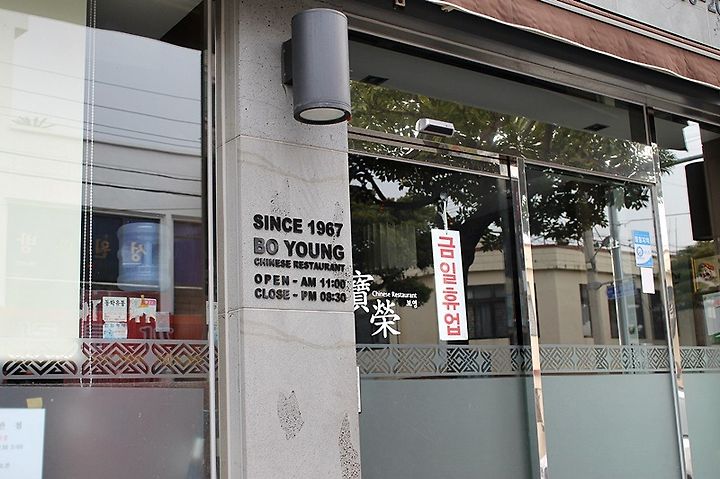 SINCE 1967
BO YOUNG
CHINESE RESTAURANT
OPEN - AM 11:00
CLOSE - PM 08:30
寶
榮
Chinese Restaurant
보영
금일휴업